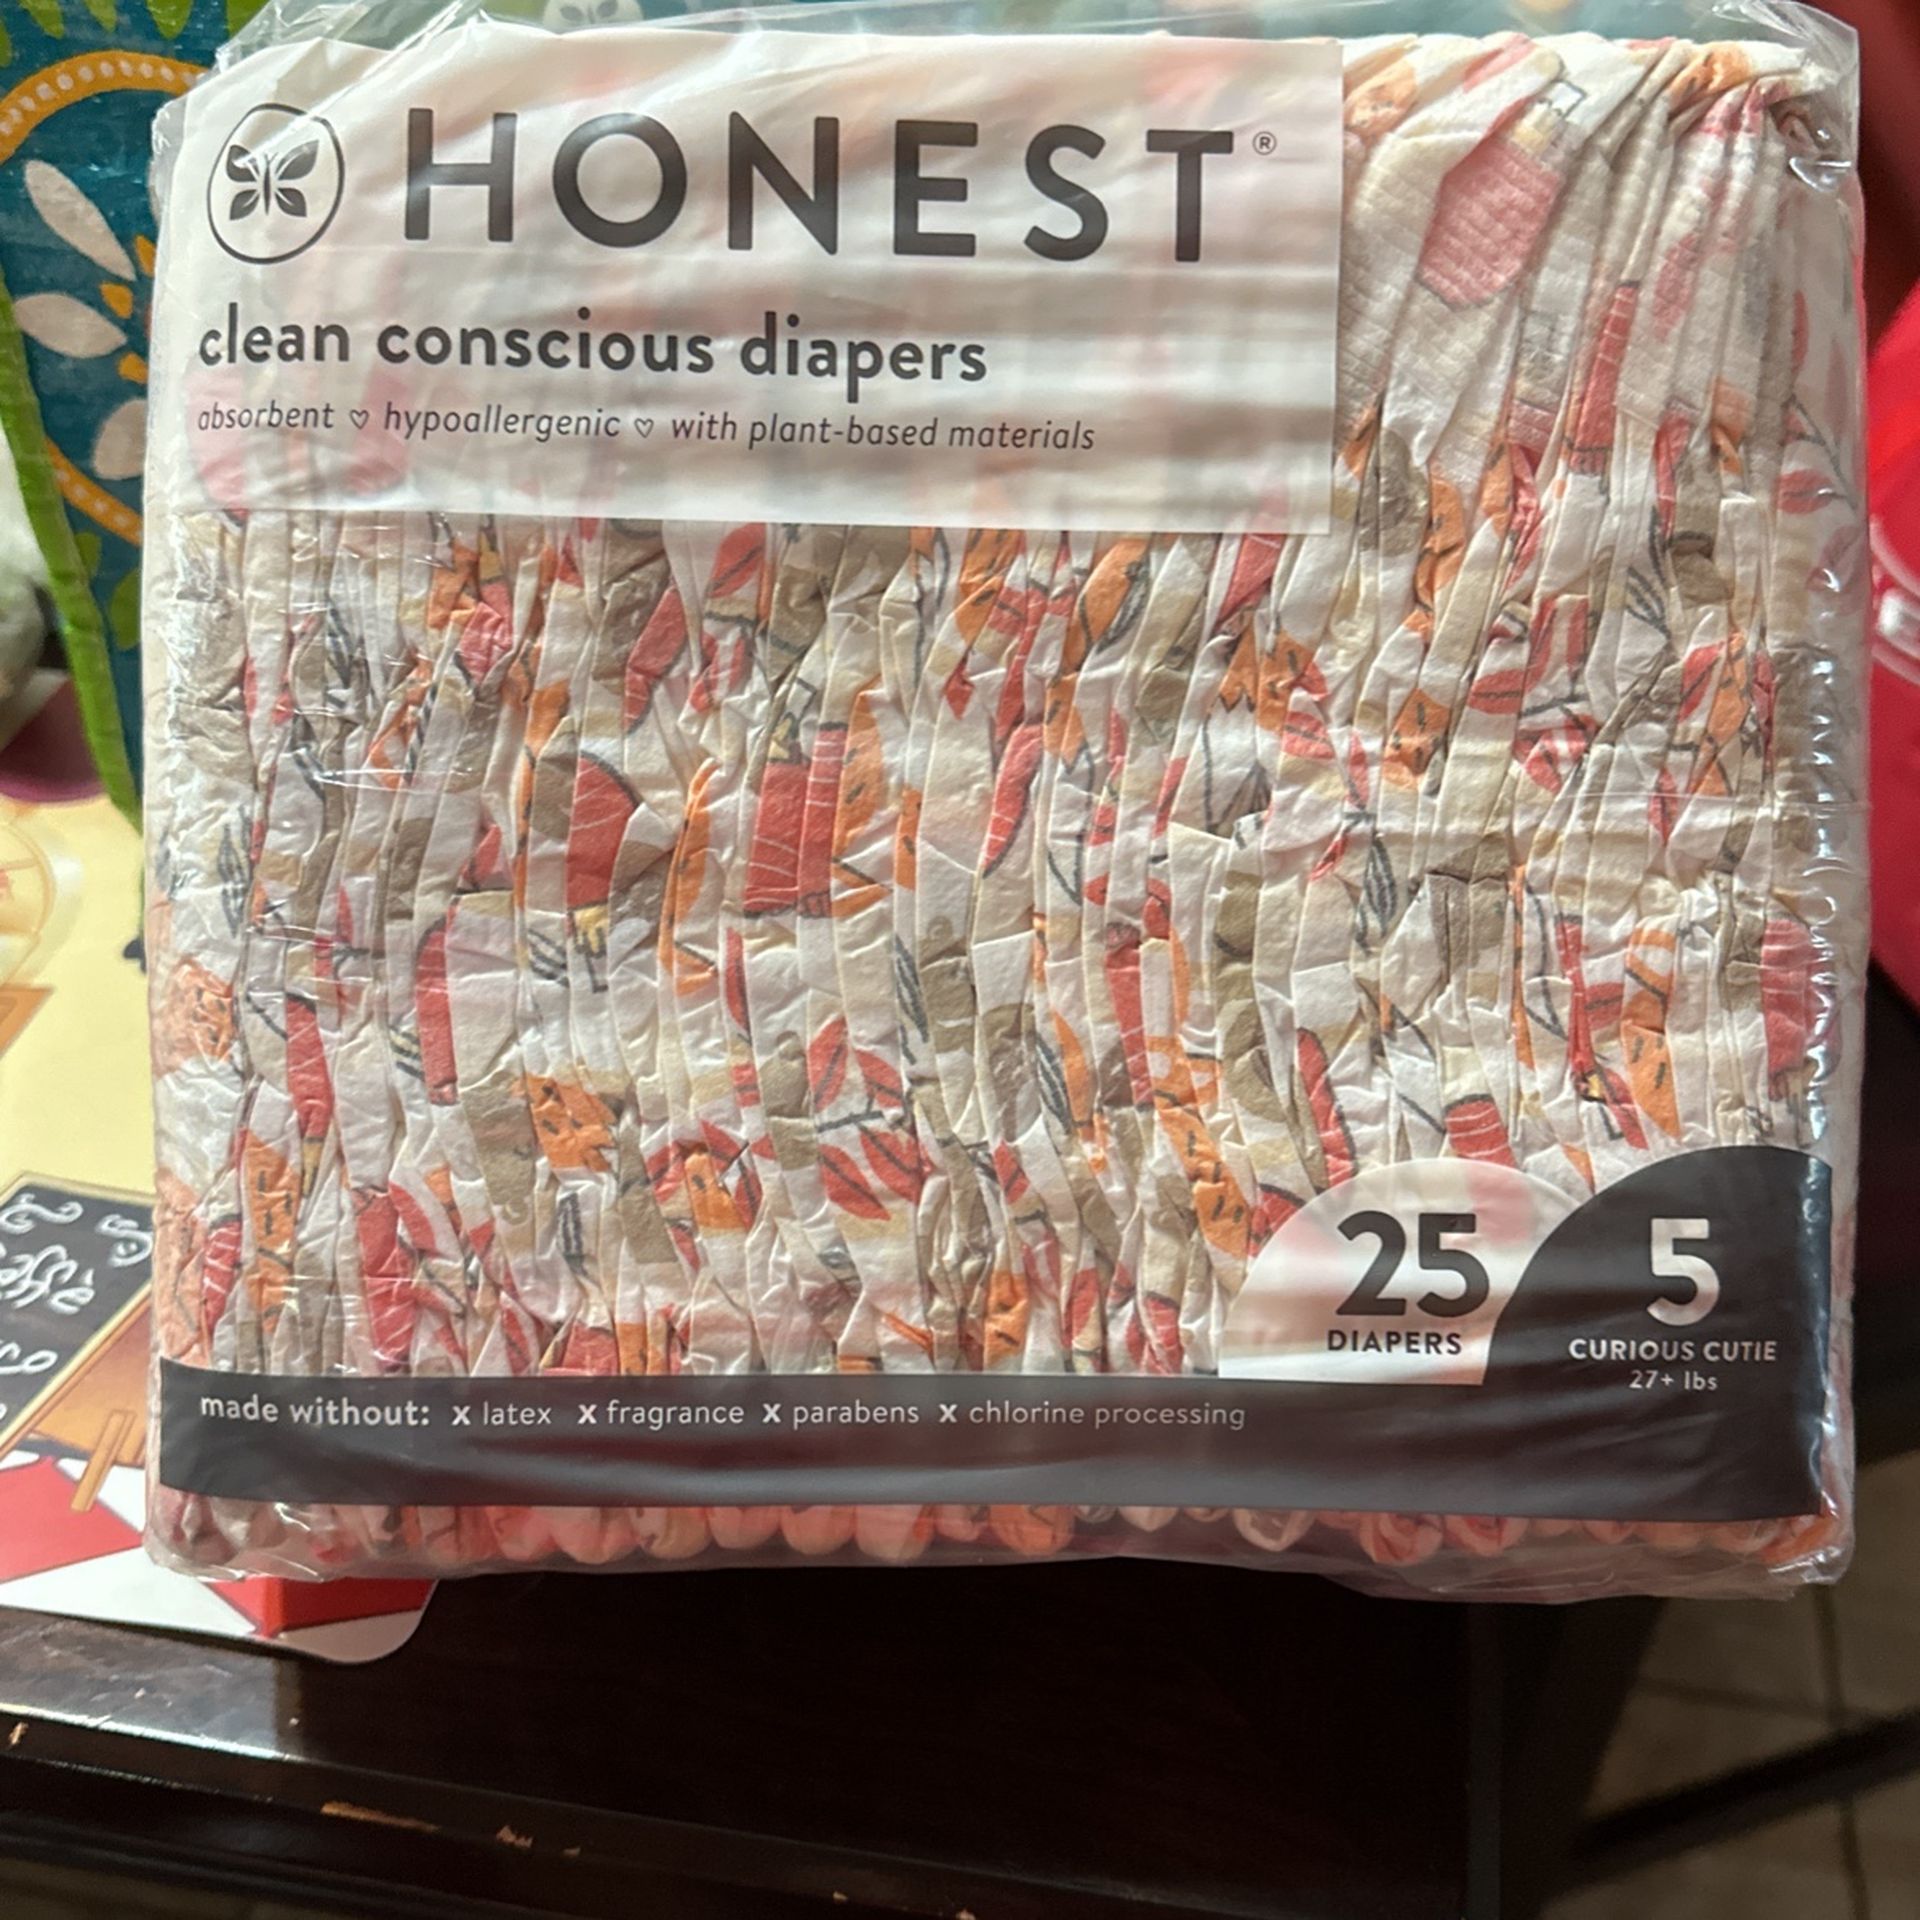 HONEST®
clean conscious diapers
absorbent ♡ hypoallergenic ♡ with plant-based materials
25
DIAPERS
5
CURIOUS CUTIE
27+ lbs
made without: x latex x fragrance x parabens x chlorine processing